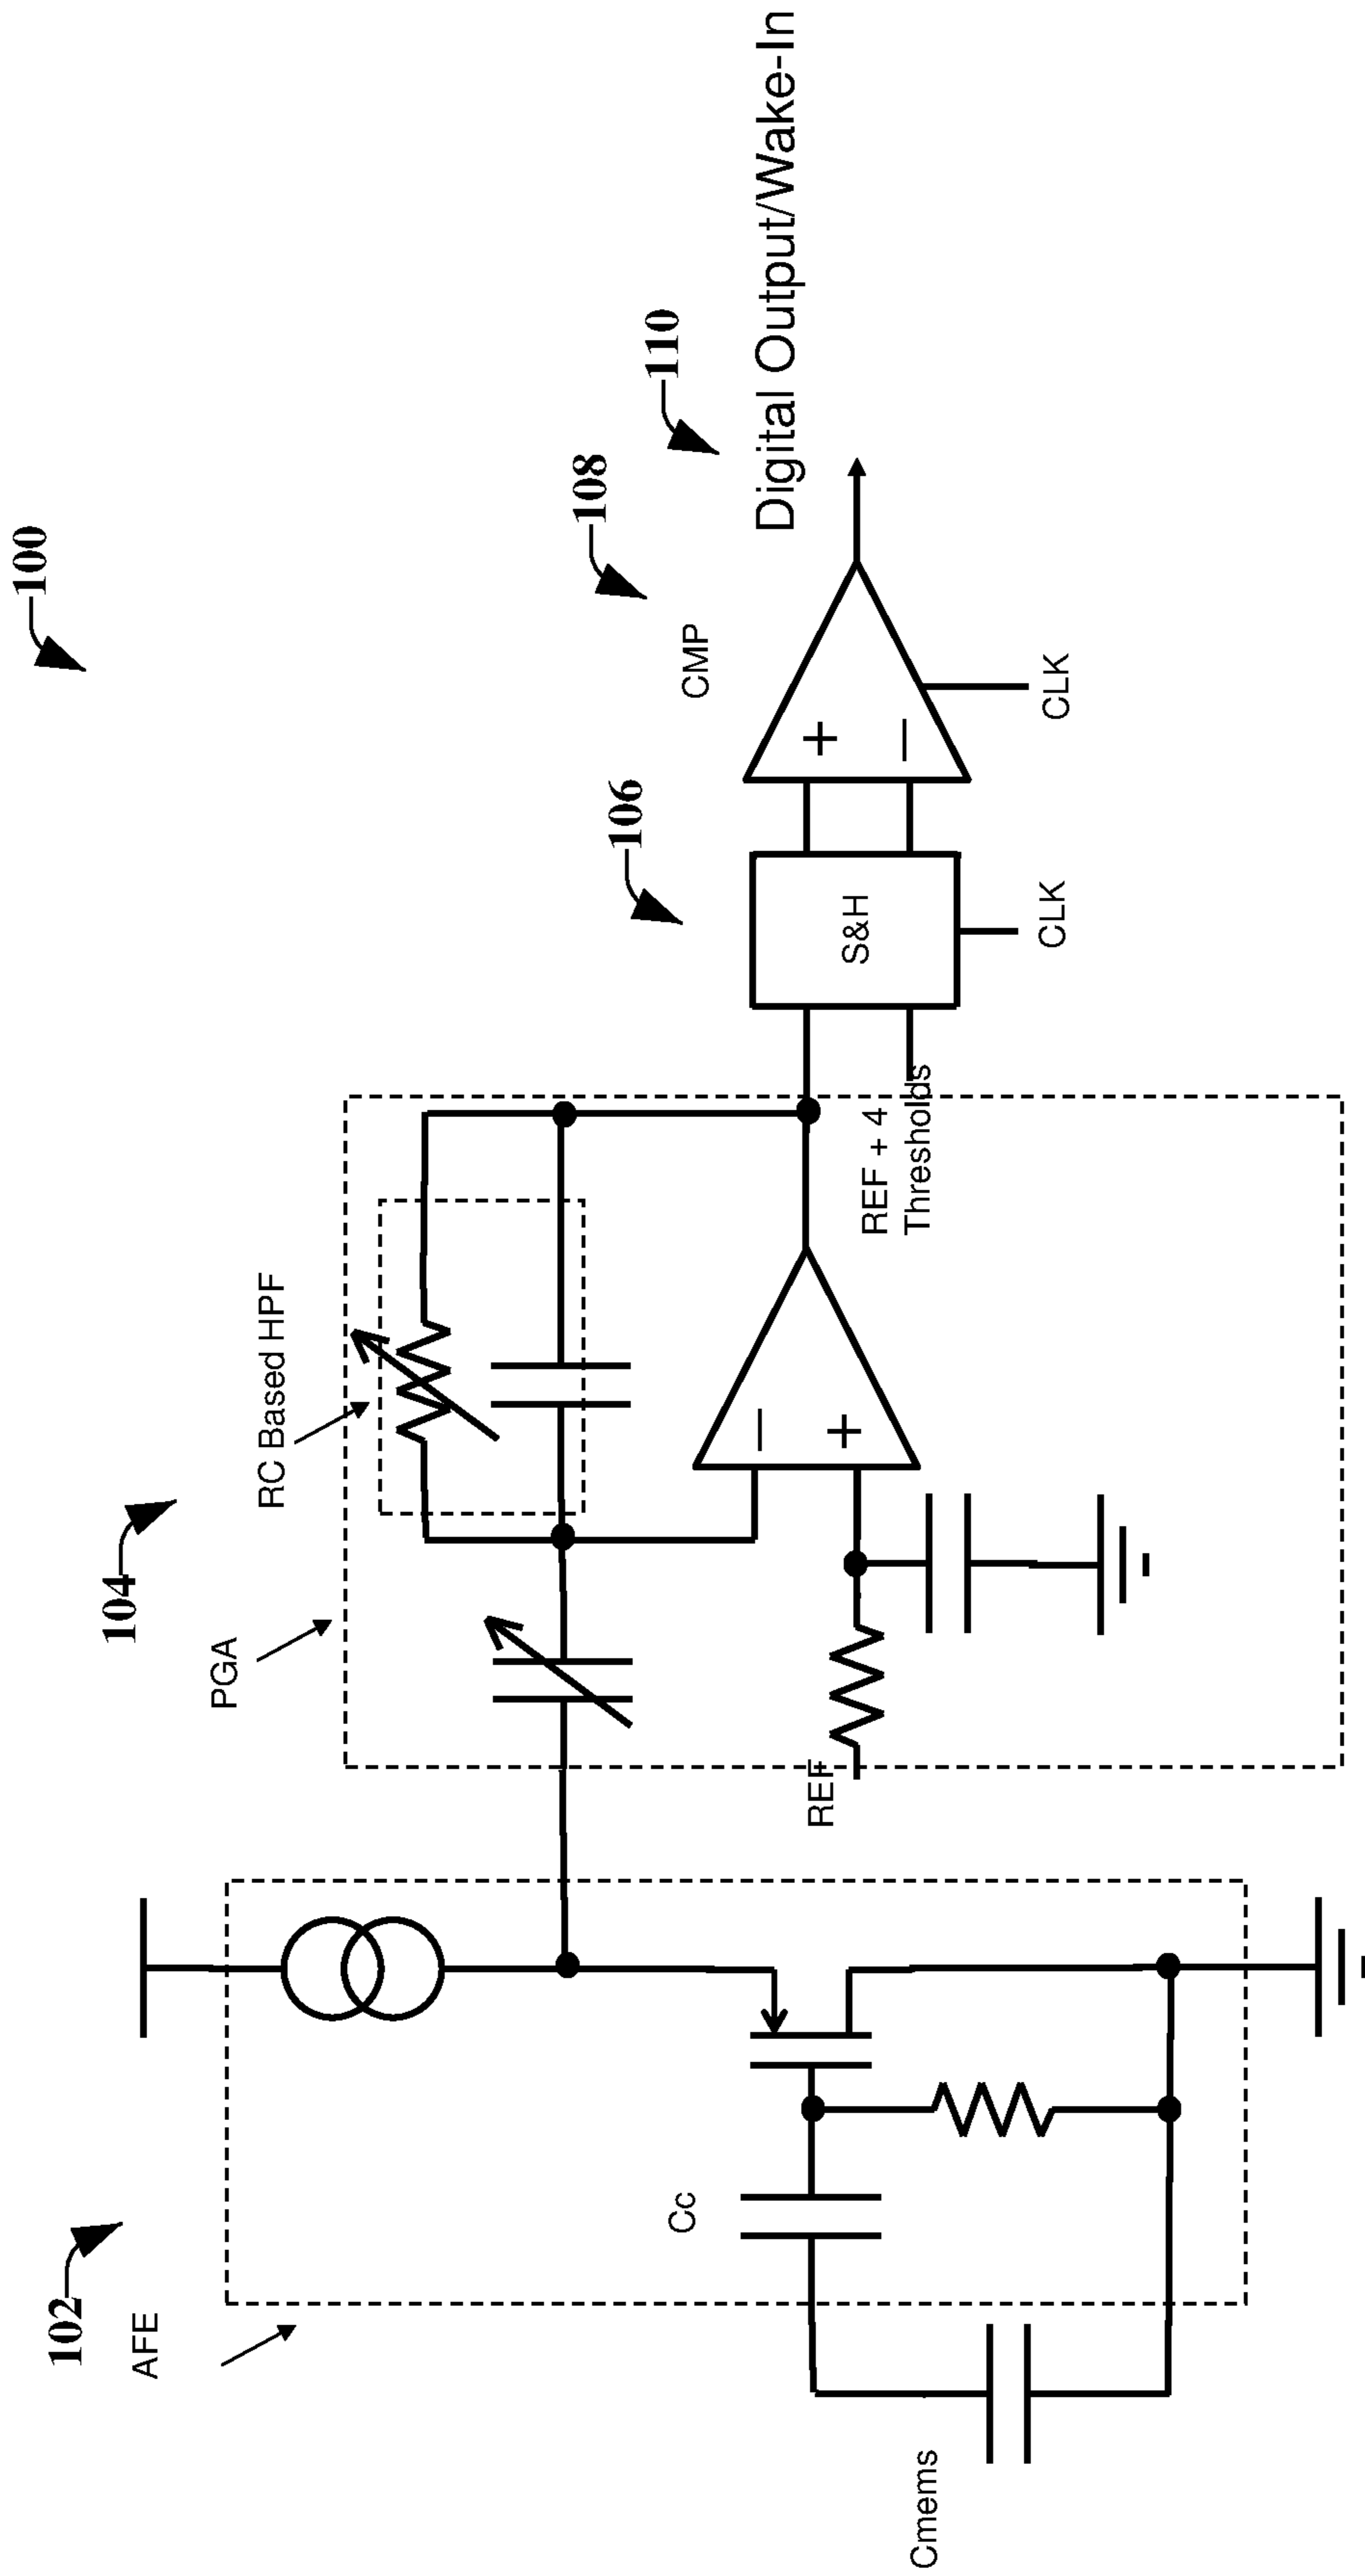 100
102
AFE
Cmems
Cc
104
PGA
RC Based HPF
REF
REF + 4
Thresholds
106
S&H
CLK
108
CMP
CLK
110
Digital Output/Wake-In